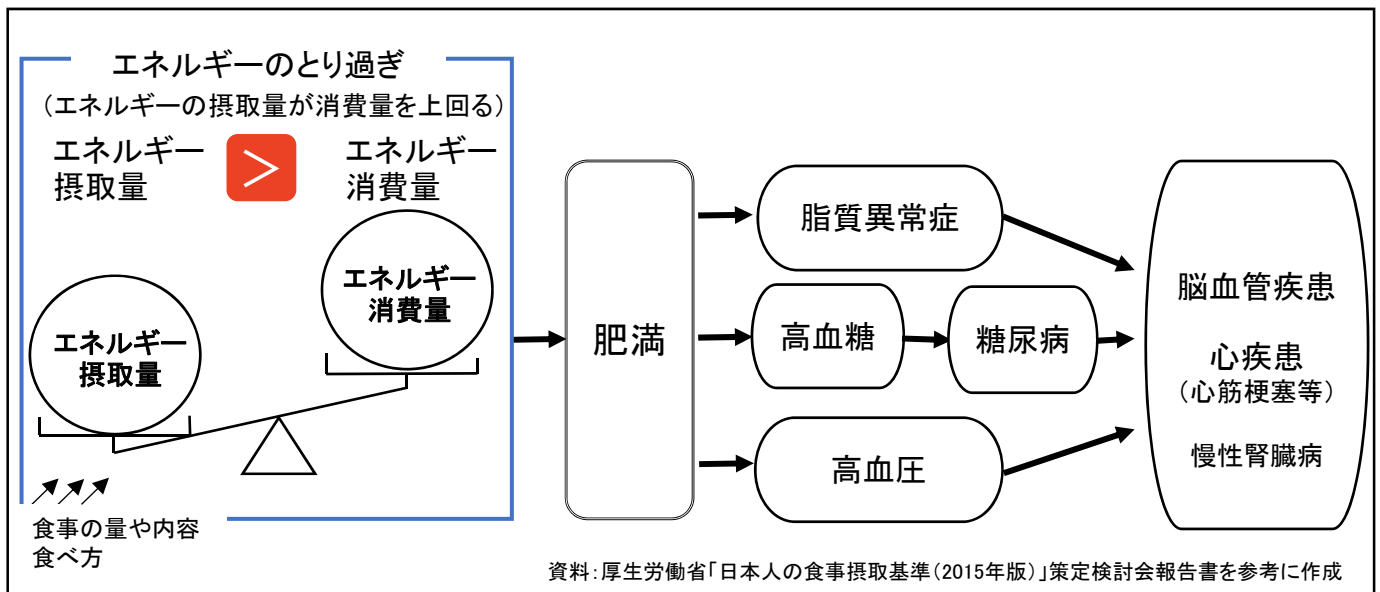 エネルギーのとり過ぎ
（エネルギーの摂取量が消費量を上回る）
エネルギー
摂取量
＞
エネルギー
消費量
エネルギー
消費量
エネルギー
摂取量
食事の量や内容
食べ方
肥満
脂質異常症
高血糖
糖尿病
高血圧
脳血管疾患
心疾患
（心筋梗塞等）
慢性腎臓病
資料：厚生労働省「日本人の食事摂取基準（2015年版）」策定検討会報告書を参考に作成